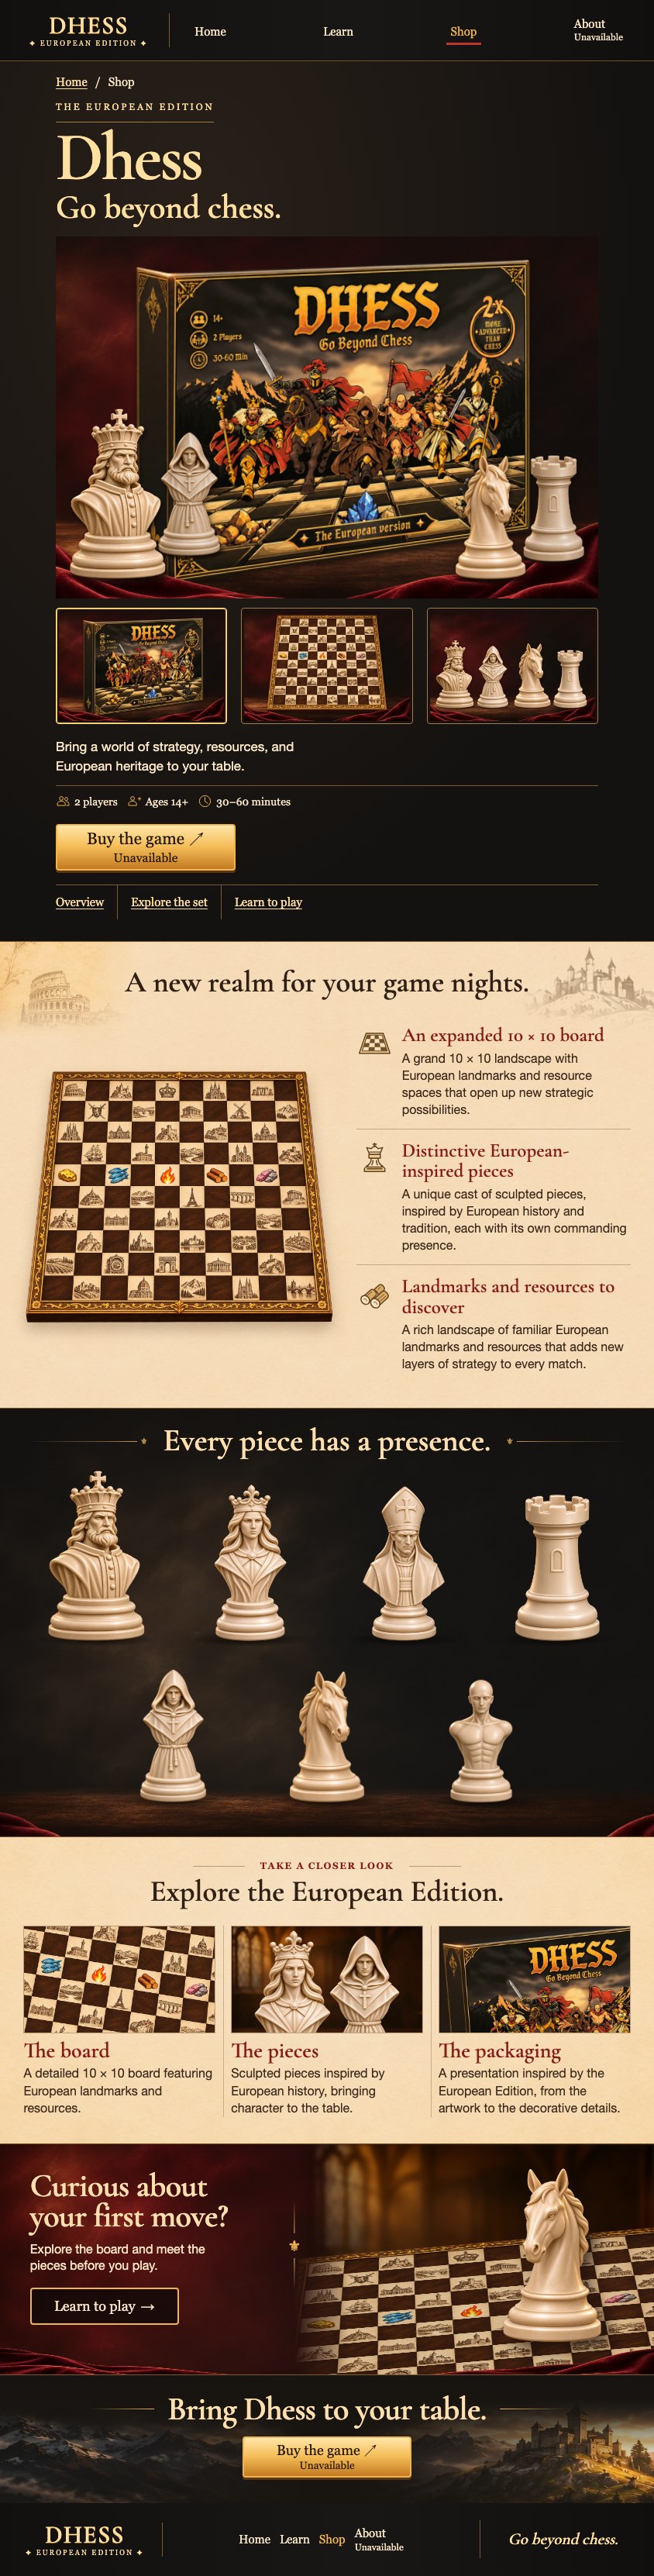 DHESS
EUROPEAN EDITION
Home
Learn
Shop
About
Unavailable
Home / Shop
THE EUROPEAN EDITION
Dhess
Go beyond chess.
14+
2 Players
30-60 Min
DHESS
Go Beyond Chess
2x
MORE
ADVANCED
THAN
CHESS
The European version
DHESS
Go Beyond Chess
Bring a world of strategy, resources, and
European heritage to your table.
2 players
Ages 14+
30–60 minutes
Buy the game ↗
Unavailable
Overview
Explore the set
Learn to play
A new realm for your game nights.
An expanded 10 × 10 board
A grand 10 × 10 landscape with
European landmarks and resource
spaces that open up new strategic
possibilities.
Distinctive European-
inspired pieces
A unique cast of sculpted pieces,
inspired by European history and
tradition, each with its own commanding
presence.
Landmarks and resources to
discover
A rich landscape of familiar European
landmarks and resources that adds new
layers of strategy to every match.
Every piece has a presence.
TAKE A CLOSER LOOK
Explore the European Edition.
DHESS
Go Beyond Chess
The board
A detailed 10 × 10 board featuring
European landmarks and
resources.
The pieces
Sculpted pieces inspired by
European history, bringing
character to the table.
The packaging
A presentation inspired by the
European Edition, from the
artwork to the decorative details.
Curious about
your first move?
Explore the board and meet the
pieces before you play.
Learn to play →
Bring Dhess to your table.
Buy the game ↗
Unavailable
DHESS
EUROPEAN EDITION
Home
Learn
Shop
About
Unavailable
Go beyond chess.